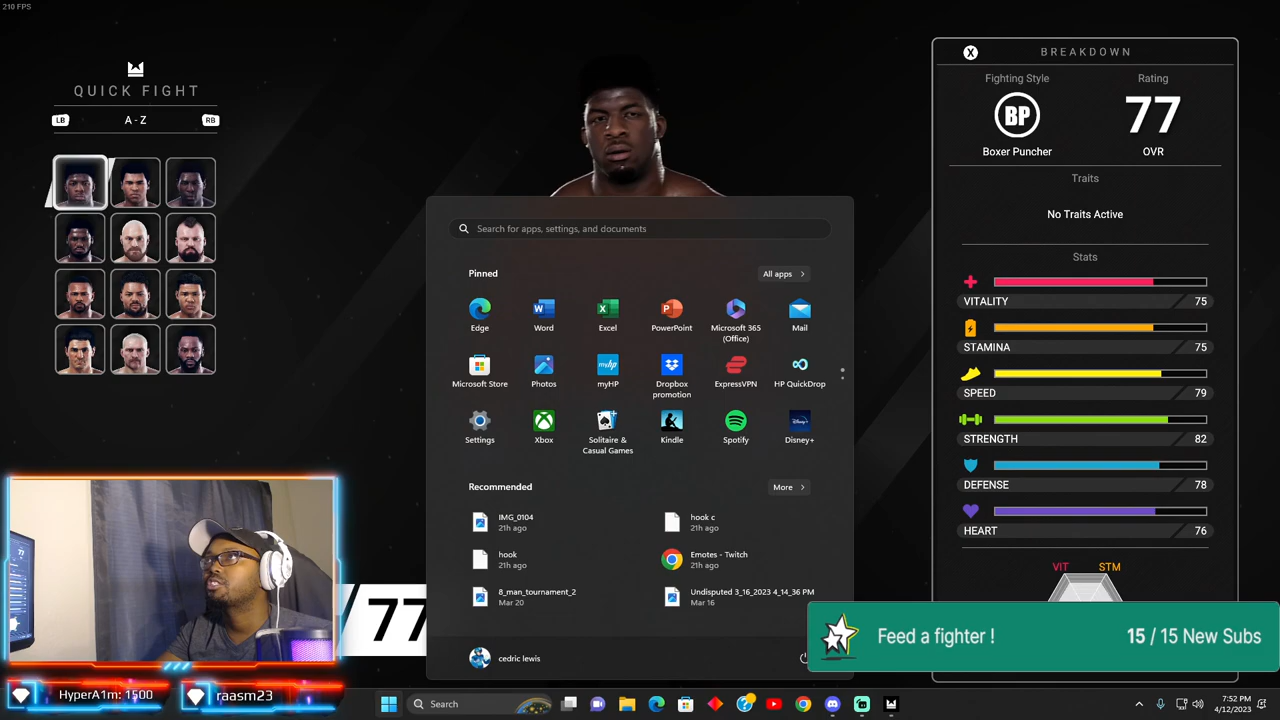 210 FPS
QUICK FIGHT
LB A - Z RB
X BREAKDOWN
Fighting Style Rating
BP 77
Boxer Puncher OVR
Traits
No Traits Active
Stats
VITALITY 75
STAMINA 75
SPEED 79
STRENGTH 82
DEFENSE 78
HEART 76
VIT STM
Search for apps, settings, and documents
Pinned All apps
Edge Word Excel PowerPoint Microsoft 365 (Office) Mail
Microsoft Store Photos myHP Dropbox promotion ExpressVPN HP QuickDrop
Settings Xbox Solitaire & Casual Games Kindle Spotify Disney+
Recommended More
IMG_0104
21h ago
hook c
21h ago
hook
21h ago
Emotes - Twitch
21h ago
8_man_tournament_2
Mar 20
Undisputed 3_16_2023 4_14_36 PM
Mar 16
cedric lewis
77
Feed a fighter ! 15 / 15 New Subs
HyperA1m: 1500 raasm23
Search
7:52 PM
4/12/2023